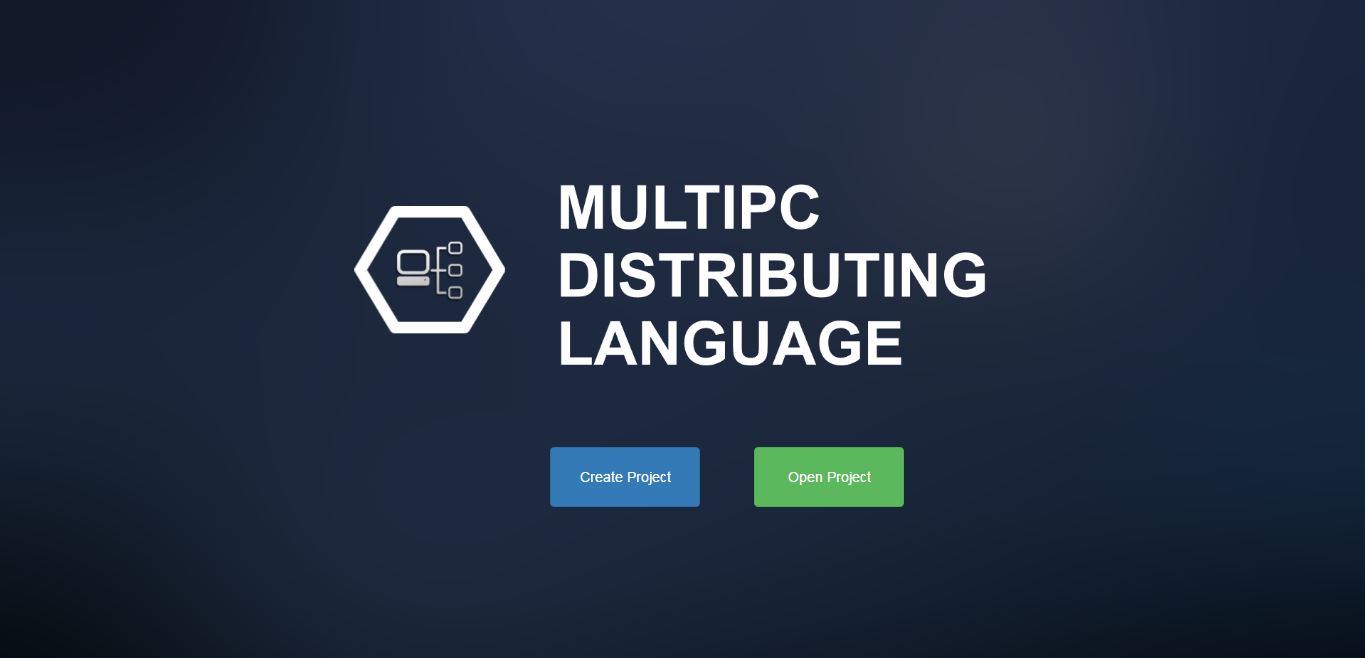 MULTIPC
DISTRIBUTING
LANGUAGE
Create Project
Open Project